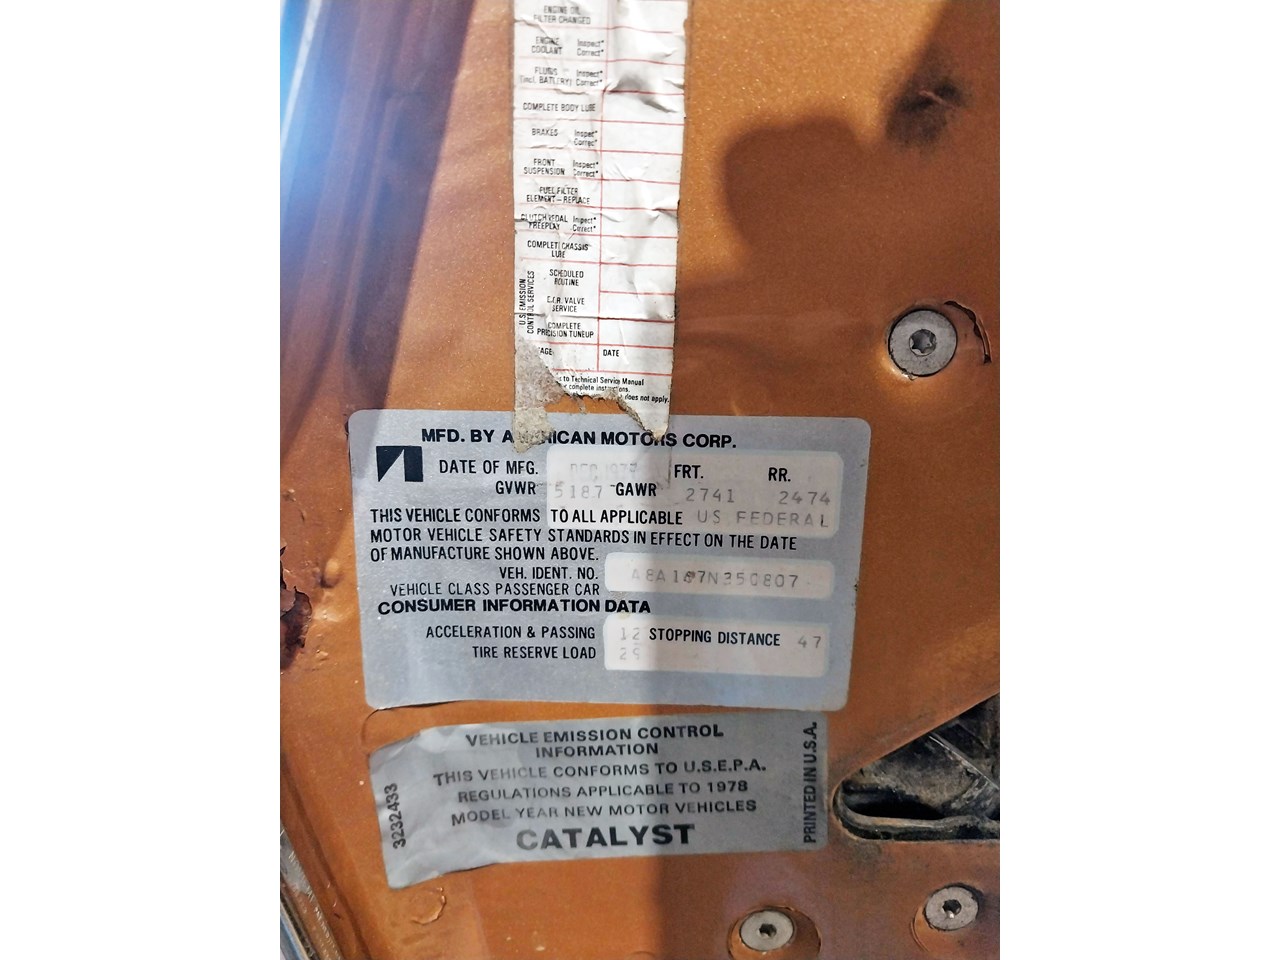 ENGINE OIL
FILTER CHANGED
ENGINE Inspect*
COOLANT Correct*
FLUIDS Inspect*
(incl. BATTERY) Correct*
COMPLETE BODY LUBE
BRAKES Inspect*
Correct*
FRONT Inspect*
SUSPENSION Correct*
FUEL FILTER
ELEMENT-REPLACE
CLUTCH PEDAL Inspect*
FREEPLAY Correct*
COMPLETE CHASSIS
LUBE
U.S. EMISSION
CONTROL SERVICES
SCHEDULED
ROUTINE
E.G.R. VALVE
SERVICE
COMPLETE
PRECISION TUNEUP
DATE
to Technical Service Manual
complete instructions.
does not apply.
MFD. BY AMERICAN MOTORS CORP.
DATE OF MFG. DEC 1977 FRT. RR.
GVWR 5187 GAWR 2741 2474
THIS VEHICLE CONFORMS TO ALL APPLICABLE US FEDERAL
MOTOR VEHICLE SAFETY STANDARDS IN EFFECT ON THE DATE
OF MANUFACTURE SHOWN ABOVE.
VEH. IDENT. NO.
VEHICLE CLASS PASSENGER CAR
CONSUMER INFORMATION DATA
ACCELERATION & PASSING 12 STOPPING DISTANCE 47
TIRE RESERVE LOAD 29
VEHICLE EMISSION CONTROL
INFORMATION
THIS VEHICLE CONFORMS TO U.S.E.P.A.
REGULATIONS APPLICABLE TO 1978
MODEL YEAR NEW MOTOR VEHICLES
CATALYST
3232433
PRINTED IN U.S.A.